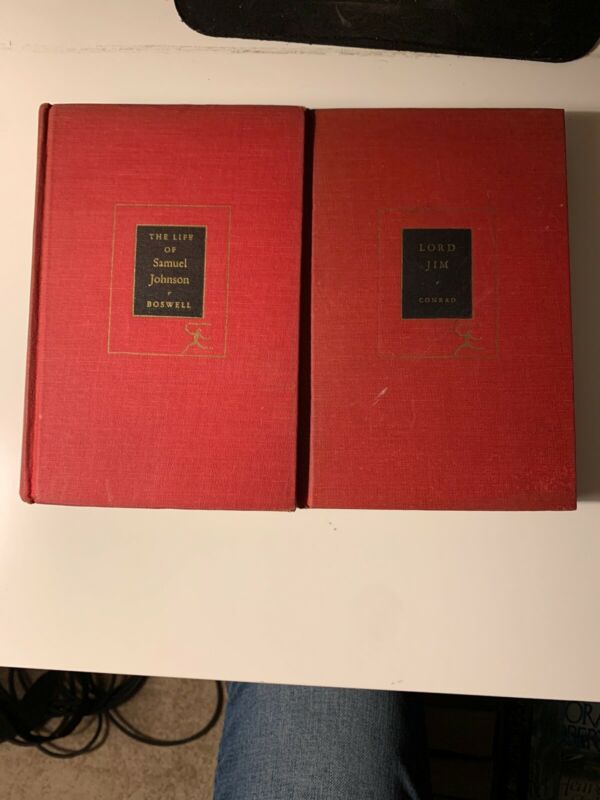 THE LIFE
OF
Samuel
Johnson
BOSWELL
LORD
JIM
CONRAD